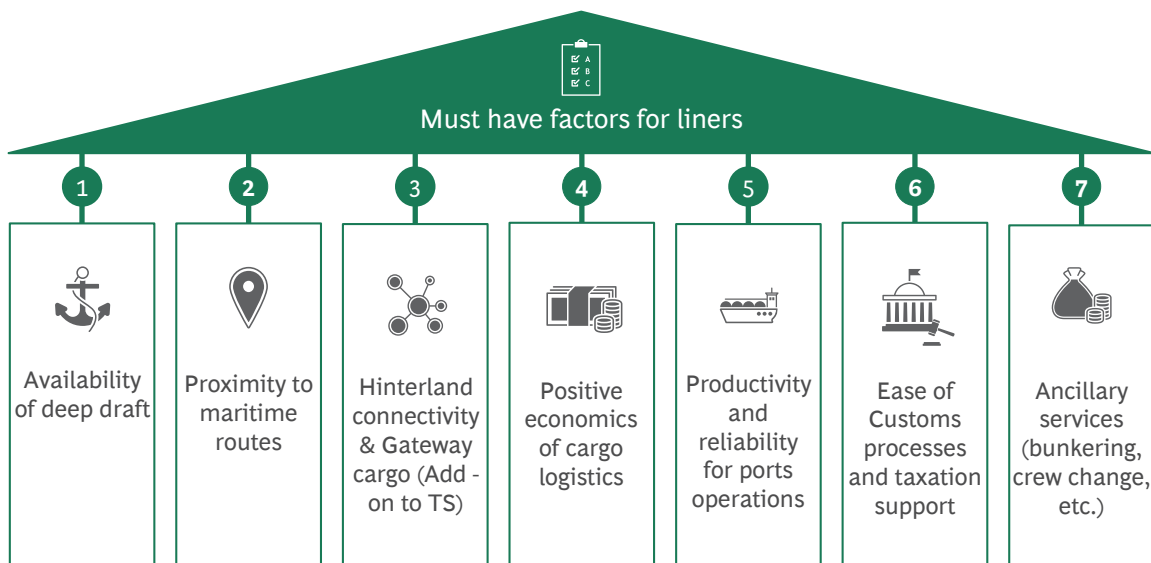 A
B
C
Must have factors for liners
1
2
3
4
5
6
7
Availability
of deep draft
Proximity to
maritime
routes
Hinterland
connectivity
& Gateway
cargo (Add -
on to TS)
Positive
economics
of cargo
logistics
Productivity
and
reliability
for ports
operations
Ease of
Customs
processes
and taxation
support
Ancillary
services
(bunkering,
crew change,
etc.)